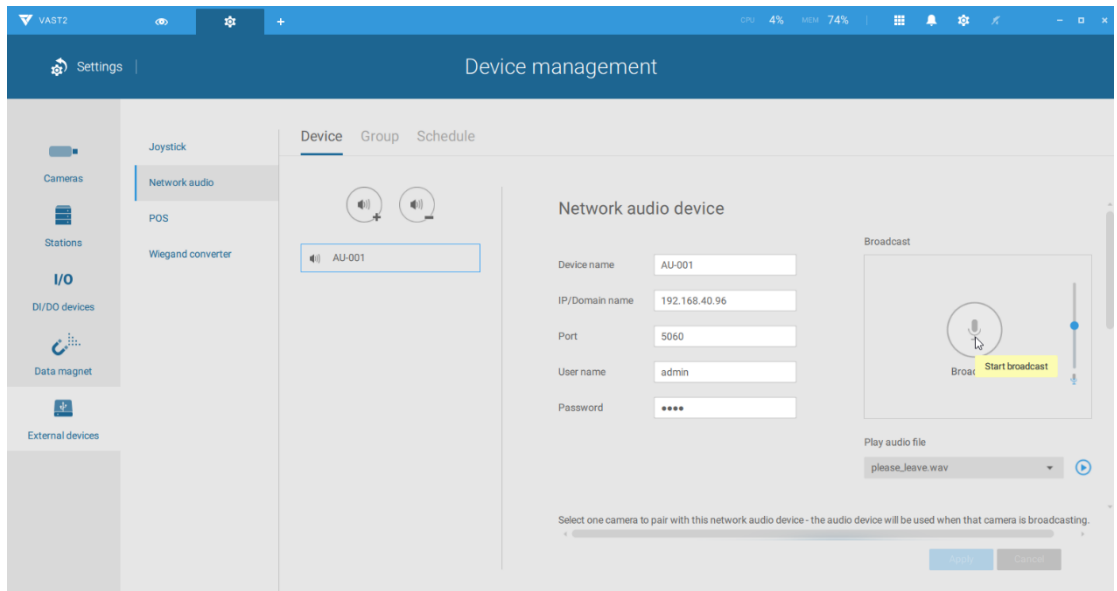 VAST2
CPU 4% MEM 74%
Settings
Device management
Cameras
Stations
I/O
DI/DO devices
Data magnet
External devices
Joystick
Network audio
POS
Wiegand converter
Device Group Schedule
AU-001
Network audio device
Device name AU-001
IP/Domain name 192.168.40.96
Port 5060
User name admin
Password ••••
Broadcast
Start broadcast
Play audio file
please_leave.wav
Select one camera to pair with this network audio device - the audio device will be used when that camera is broadcasting.
Apply Cancel